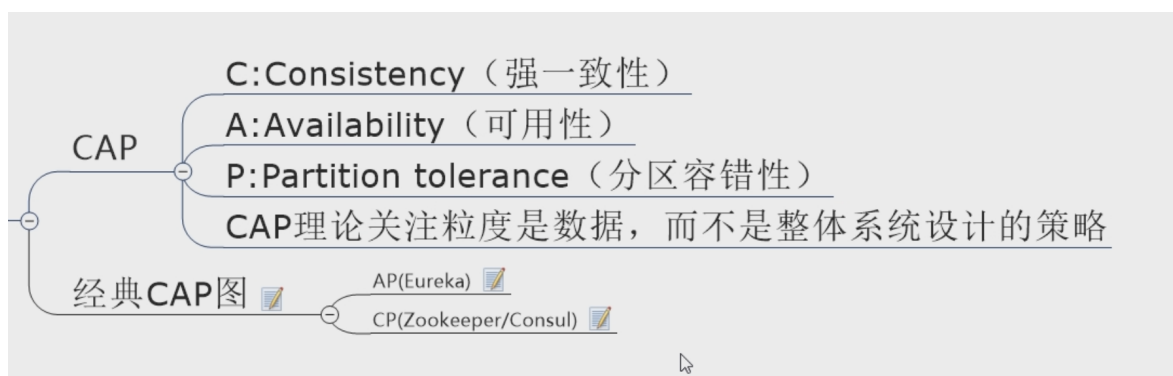 C:Consistency（强一致性）
A:Availability（可用性）
CAP
P:Partition tolerance（分区容错性）
CAP理论关注粒度是数据，而不是整体系统设计的策略
经典CAP图
AP(Eureka)
CP(Zookeeper/Consul)